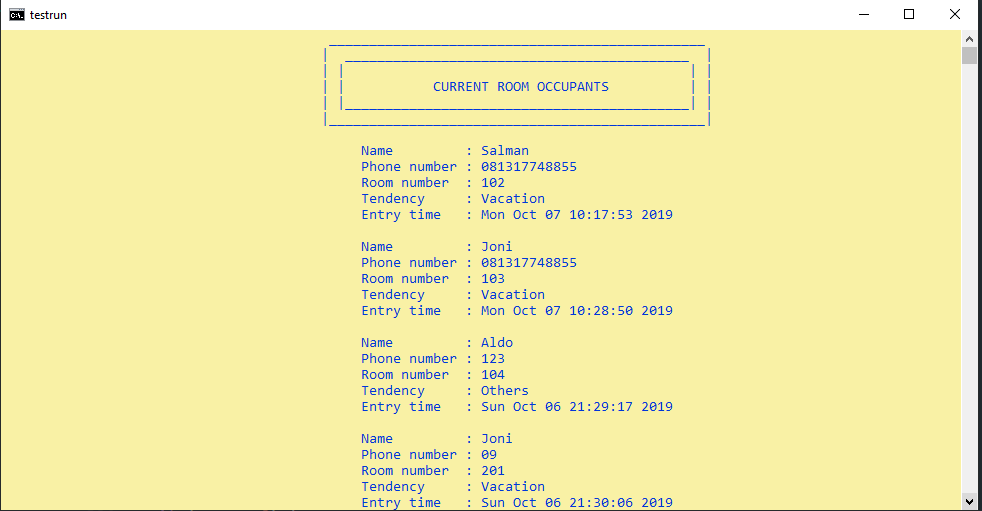 testrun
CURRENT ROOM OCCUPANTS
Name         : Salman
Phone number : 081317748855
Room number  : 102
Tendency     : Vacation
Entry time   : Mon Oct 07 10:17:53 2019
Name         : Joni
Phone number : 081317748855
Room number  : 103
Tendency     : Vacation
Entry time   : Mon Oct 07 10:28:50 2019
Name         : Aldo
Phone number : 123
Room number  : 104
Tendency     : Others
Entry time   : Sun Oct 06 21:29:17 2019
Name         : Joni
Phone number : 09
Room number  : 201
Tendency     : Vacation
Entry time   : Sun Oct 06 21:30:06 2019